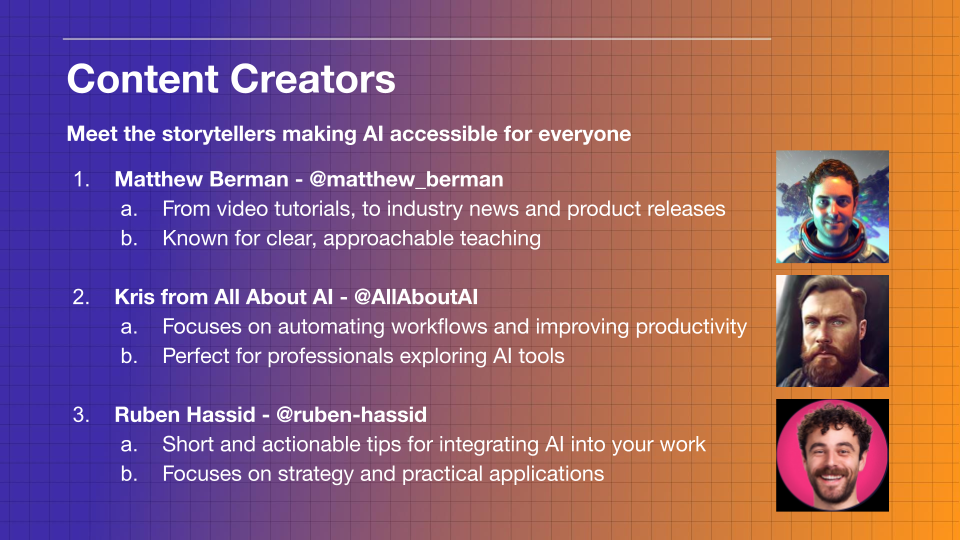 Content Creators
Meet the storytellers making AI accessible for everyone
1. Matthew Berman - @matthew_berman
a. From video tutorials, to industry news and product releases
b. Known for clear, approachable teaching
2. Kris from All About AI - @AllAboutAI
a. Focuses on automating workflows and improving productivity
b. Perfect for professionals exploring AI tools
3. Ruben Hassid - @ruben-hassid
a. Short and actionable tips for integrating AI into your work
b. Focuses on strategy and practical applications